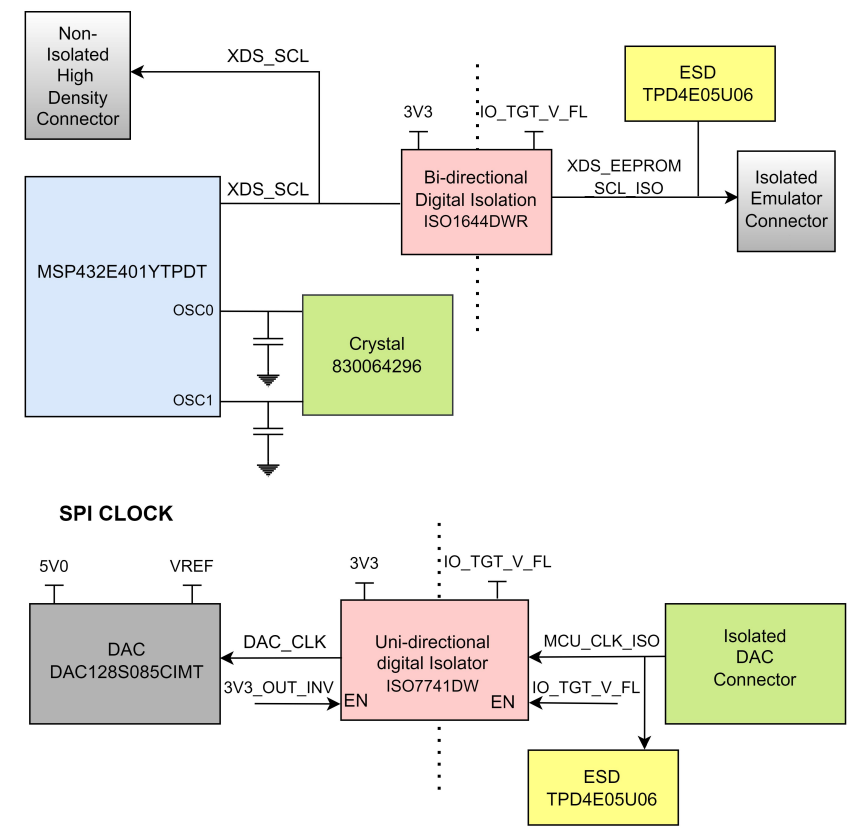 Non-
Isolated
High
Density
Connector
XDS_SCL
ESD
TPD4E05U06
3V3
IO_TGT_V_FL
XDS_SCL
Bi-directional
Digital Isolation
ISO1644DWR
XDS_EEPROM
_SCL_ISO
Isolated
Emulator
Connector
MSP432E401YTPDT
OSC0
OSC1
Crystal
830064296
SPI CLOCK
5V0
VREF
3V3
IO_TGT_V_FL
DAC
DAC128S085CIMT
DAC_CLK
3V3_OUT_INV
Uni-directional
digital Isolator
ISO7741DW
EN
EN
MCU_CLK_ISO
IO_TGT_V_FL
Isolated
DAC
Connector
ESD
TPD4E05U06